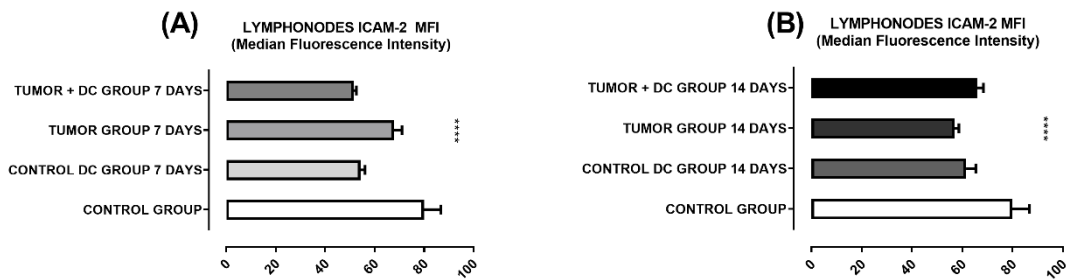 (A)
LYMPHONODES ICAM-2 MFI
(Median Fluorescence Intensity)
TUMOR + DC GROUP 7 DAYS
TUMOR GROUP 7 DAYS
CONTROL DC GROUP 7 DAYS
CONTROL GROUP
****
0
20
40
60
80
100
(B)
LYMPHONODES ICAM-2 MFI
(Median Fluorescence Intensity)
TUMOR + DC GROUP 14 DAYS
TUMOR GROUP 14 DAYS
CONTROL DC GROUP 14 DAYS
CONTROL GROUP
****
0
20
40
60
80
100